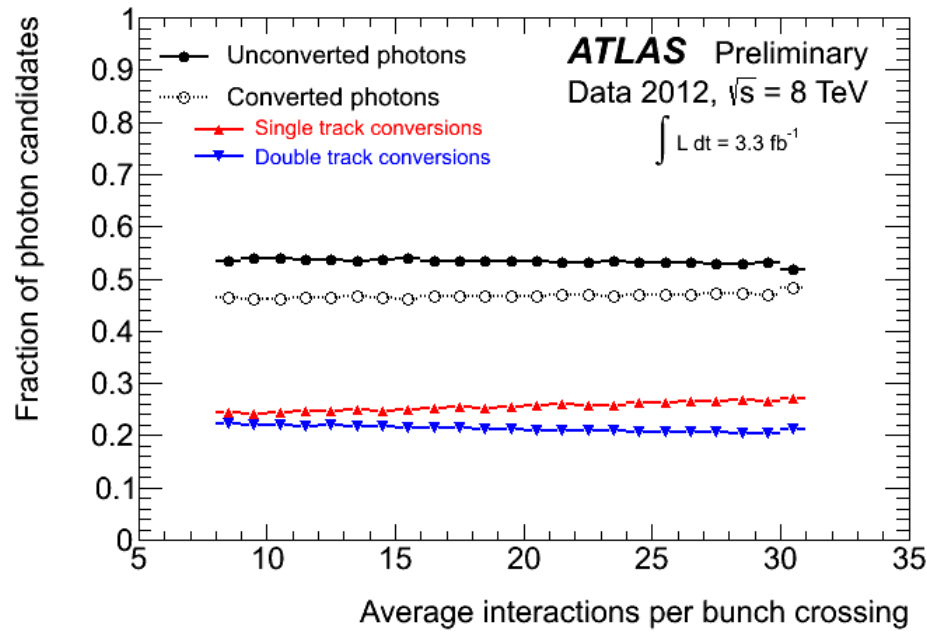 Fraction of photon candidates
1
0.9
0.8
0.7
0.6
0.5
0.4
0.3
0.2
0.1
0
Unconverted photons
Converted photons
Single track conversions
Double track conversions
ATLAS Preliminary
Data 2012, √s = 8 TeV
∫ L dt = 3.3 fb⁻¹
5 10 15 20 25 30 35
Average interactions per bunch crossing